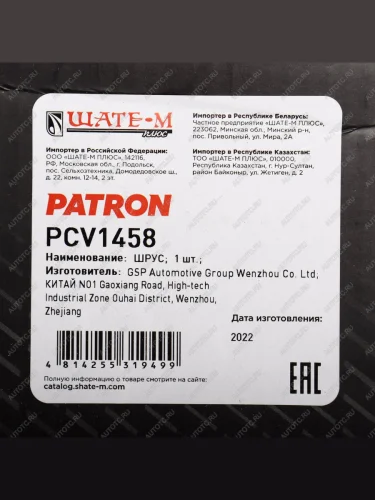 ШАТЕ-М
ПЛЮС
Импортер в Республике Беларусь:
Частное предприятие «ШАТЕ-М ПЛЮС»,
223062, Минская обл., Минский р-н,
пос. Привольный, ул. Мира, 2А
Импортер в Российской Федерации:
ООО «ШАТЕ-М ПЛЮС», 142116,
РФ, Московская обл., г. Подольск,
пос. Сельхозтехника, Домодедовское ш.,
д. 22, комн. 12-14, 2 эт.
Импортер в Республике Казахстан:
ТОО «ШАТЕ-М ПЛЮС», 010000,
Республика Казахстан, г. Нур-Султан,
район Байконыр, ул. Жетиген, д. 2
PATRON
PCV1458
Наименование: ШРУС; 1 шт.;
Изготовитель: GSP Automotive Group Wenzhou Co. Ltd;
КИТАЙ NO1 Gaoxiang Road, High-tech
Industrial Zone Ouhai District, Wenzhou,
Zhejiang
Дата изготовления:
2022
4 814255 319499
Полную информацию смотрите на сайте:
catalog.shate-m.com
EAC
AUTOTC.RU